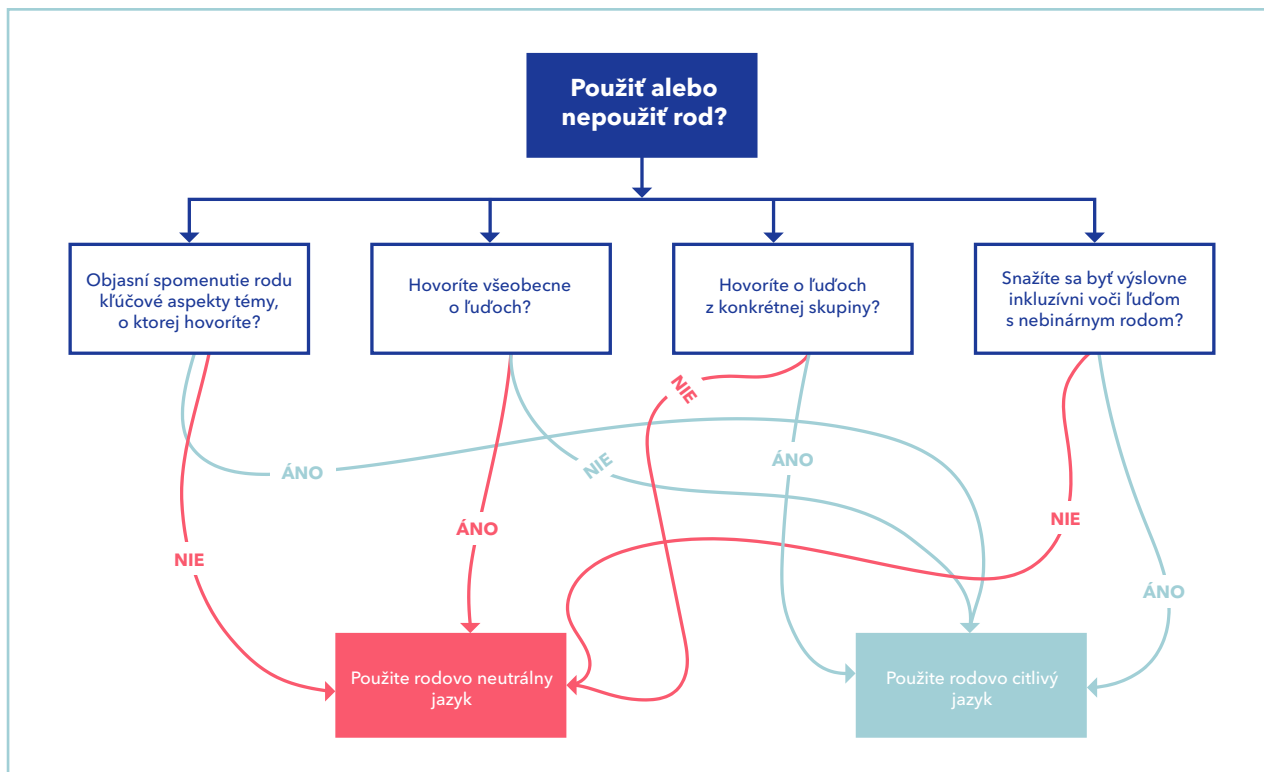 Použiť alebo
nepoužiť rod?
Objasní spomenutie rodu
kľúčové aspekty témy,
o ktorej hovoríte?
Hovoríte všeobecne
o ľuďoch?
Hovoríte o ľuďoch
z konkrétnej skupiny?
Snažíte sa byť výslovne
inkluzívni voči ľuďom
s nebinárnym rodom?
NIE
ÁNO
NIE
ÁNO
ÁNO
NIE
NIE
ÁNO
Použite rodovo neutrálny
jazyk
Použite rodovo citlivý
jazyk